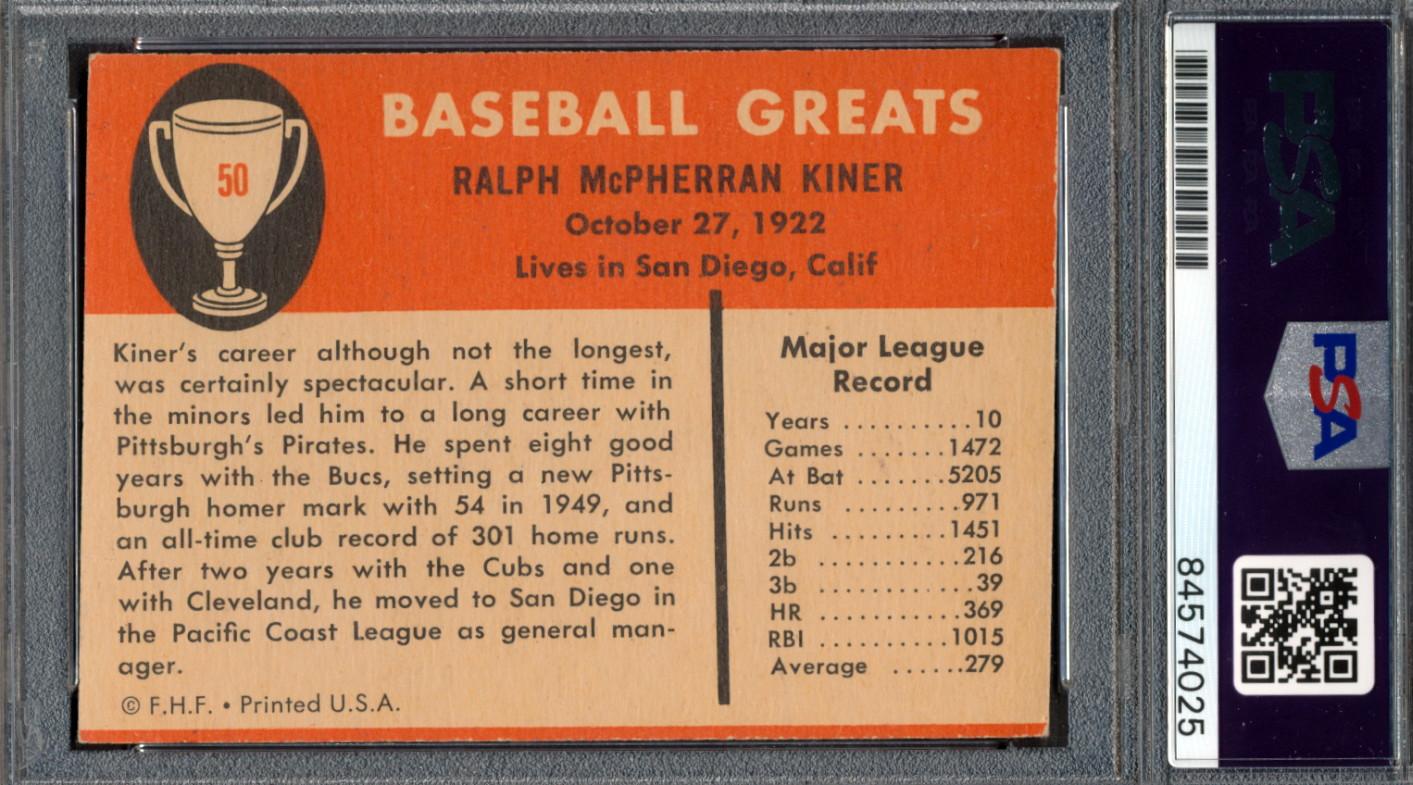 50
BASEBALL GREATS
RALPH McPHERRAN KINER
October 27, 1922
Lives in San Diego, Calif
Kiner's career although not the longest,
was certainly spectacular. A short time in
the minors led him to a long career with
Pittsburgh's Pirates. He spent eight good
years with the Bucs, setting a new Pitts-
burgh homer mark with 54 in 1949, and
an all-time club record of 301 home runs.
After two years with the Cubs and one
with Cleveland, he moved to San Diego in
the Pacific Coast League as general man-
ager.
© F.H.F. • Printed U.S.A.
Major League
Record
Years ..........10
Games .......1472
At Bat .......5205
Runs .........971
Hits .........1451
2b ...........216
3b ............39
HR ...........369
RBI ..........1015
Average ......279
PSA
PSA
84574025